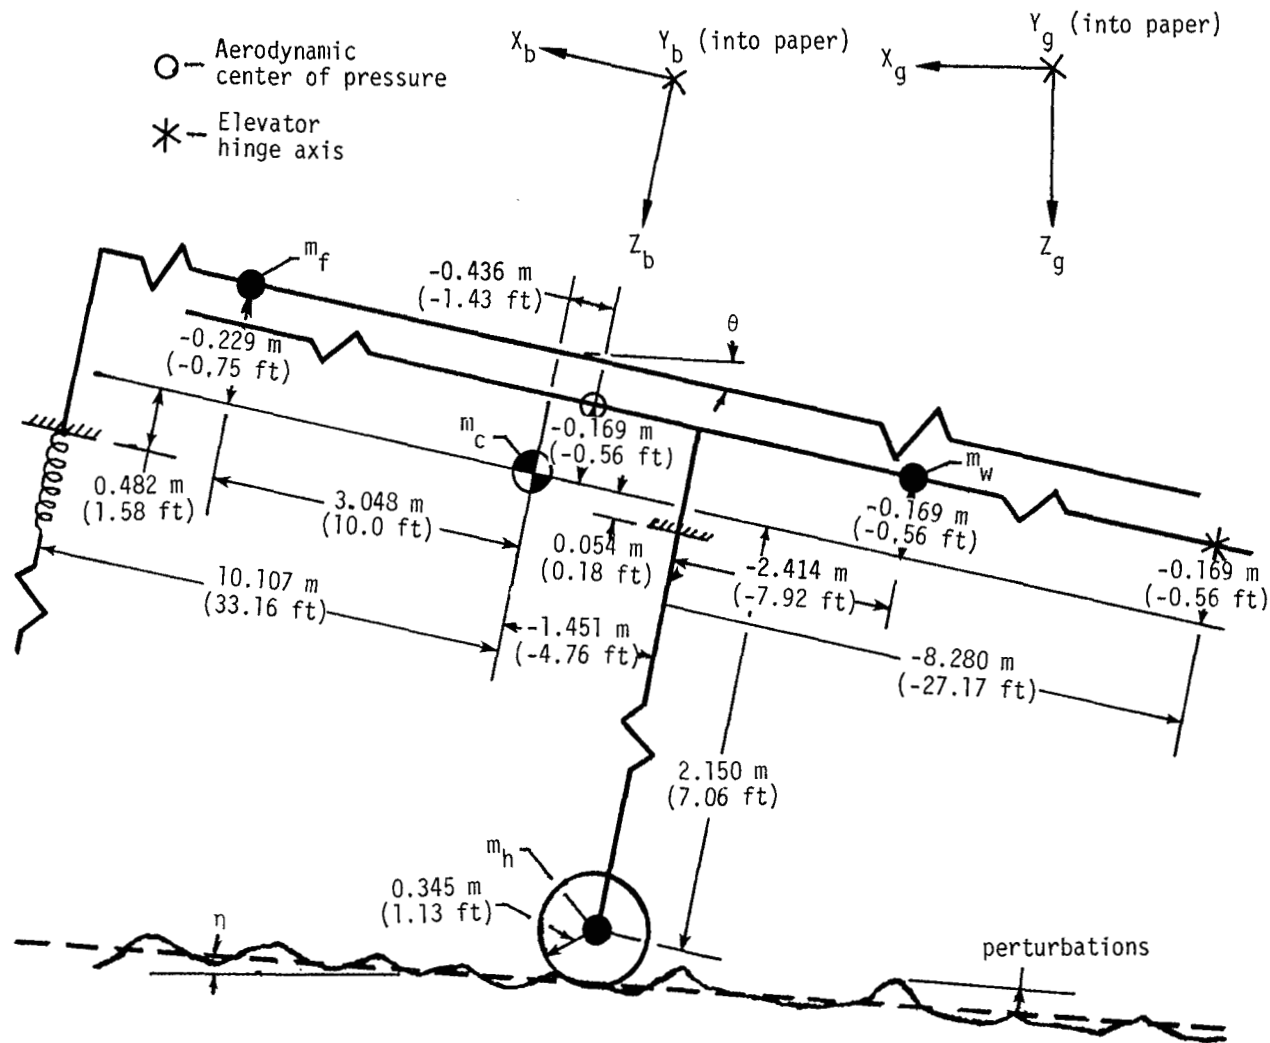 Aerodynamic
center of pressure
Elevator
hinge axis
X_b
Y_b (into paper)
Z_b
X_g
Y_g (into paper)
Z_g
m_f
-0.436 m
(-1.43 ft)
θ
-0.229 m
(-0.75 ft)
m_c
-0.169 m
(-0.56 ft)
m_w
-0.169 m
(-0.56 ft)
-0.169 m
(-0.56 ft)
0.482 m
(1.58 ft)
3.048 m
(10.0 ft)
0.054 m
(0.18 ft)
-2.414 m
(-7.92 ft)
10.107 m
(33.16 ft)
-1.451 m
(-4.76 ft)
-8.280 m
(-27.17 ft)
2.150 m
(7.06 ft)
m_h
0.345 m
(1.13 ft)
η
perturbations